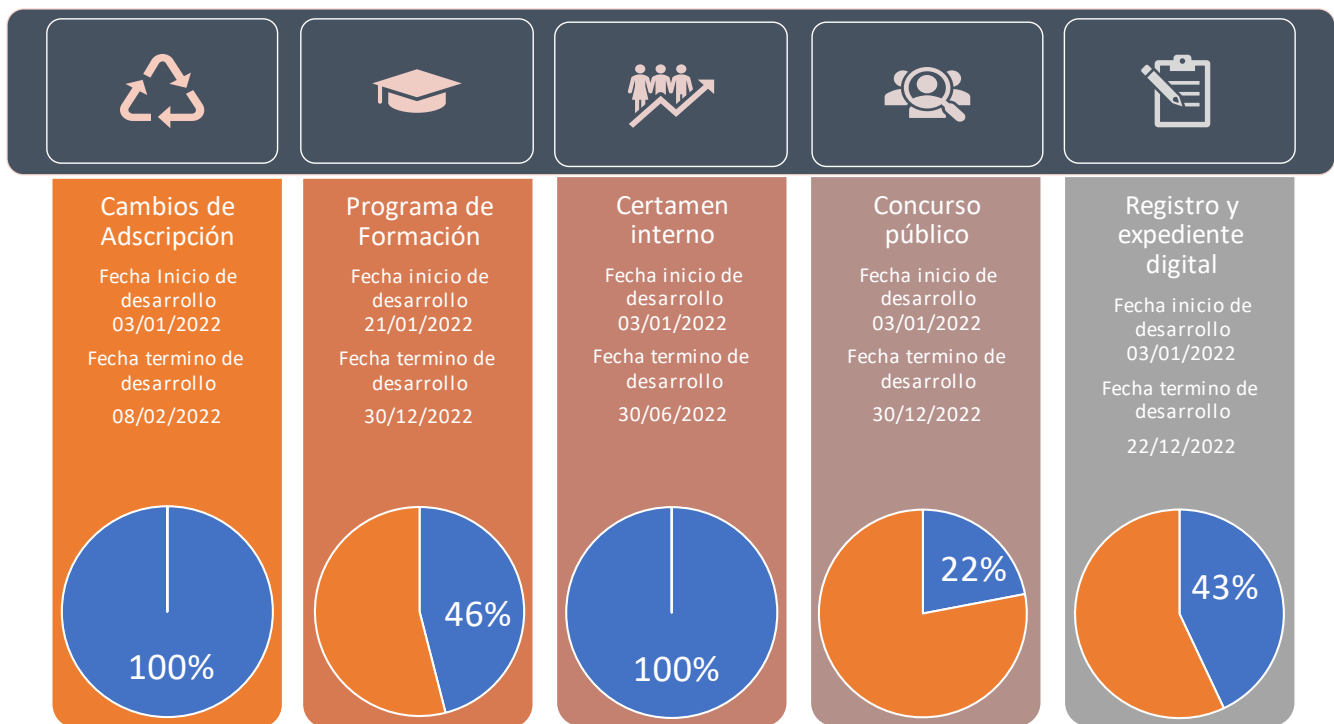 Cambios de
Adscripción
Fecha Inicio de
desarrollo
03/01/2022
Fecha termino de
desarrollo
08/02/2022
100%
Programa de
Formación
Fecha inicio de
desarrollo
21/01/2022
Fecha termino de
desarrollo
30/12/2022
46%
Certamen
interno
Fecha inicio de
desarrollo
03/01/2022
Fecha termino de
desarrollo
30/06/2022
100%
Concurso
público
Fecha inicio de
desarrollo
03/01/2022
Fecha termino de
desarrollo
30/12/2022
22%
Registro y
expediente
digital
Fecha inicio de
desarrollo
03/01/2022
Fecha termino de
desarrollo
22/12/2022
43%